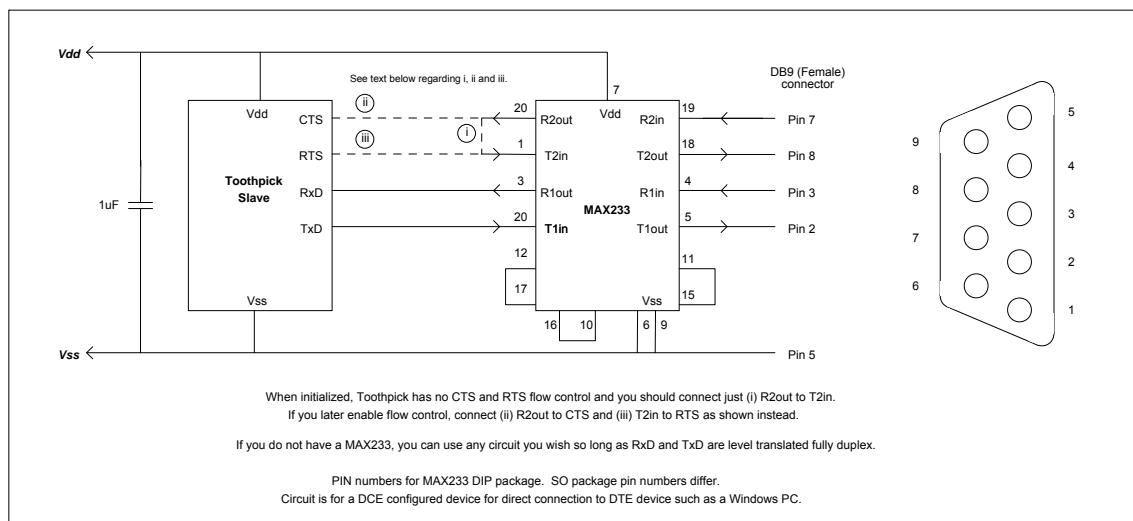 Vdd
See text below regarding i, ii and iii.
DB9 (Female)
connector
7
Vdd
CTS
ii
20
R2out
Vdd
R2in
19
Pin 7
5
iii
i
9
RTS
1
T2in
T2out
18
Pin 8
4
Toothpick
Slave
RxD
3
R1out
R1in
4
Pin 3
8
1uF
MAX233
3
TxD
20
T1in
T1out
5
Pin 2
7
12
11
2
17
15
6
Vss
Vss
1
16
10
6
9
Vss
Pin 5
When initialized, Toothpick has no CTS and RTS flow control and you should connect just (i) R2out to T2in.
If you later enable flow control, connect (ii) R2out to CTS and (iii) T2in to RTS as shown instead.
If you do not have a MAX233, you can use any circuit you wish so long as RxD and TxD are level translated fully duplex.
PIN numbers for MAX233 DIP package. SO package pin numbers differ.
Circuit is for a DCE configured device for direct connection to DTE device such as a Windows PC.